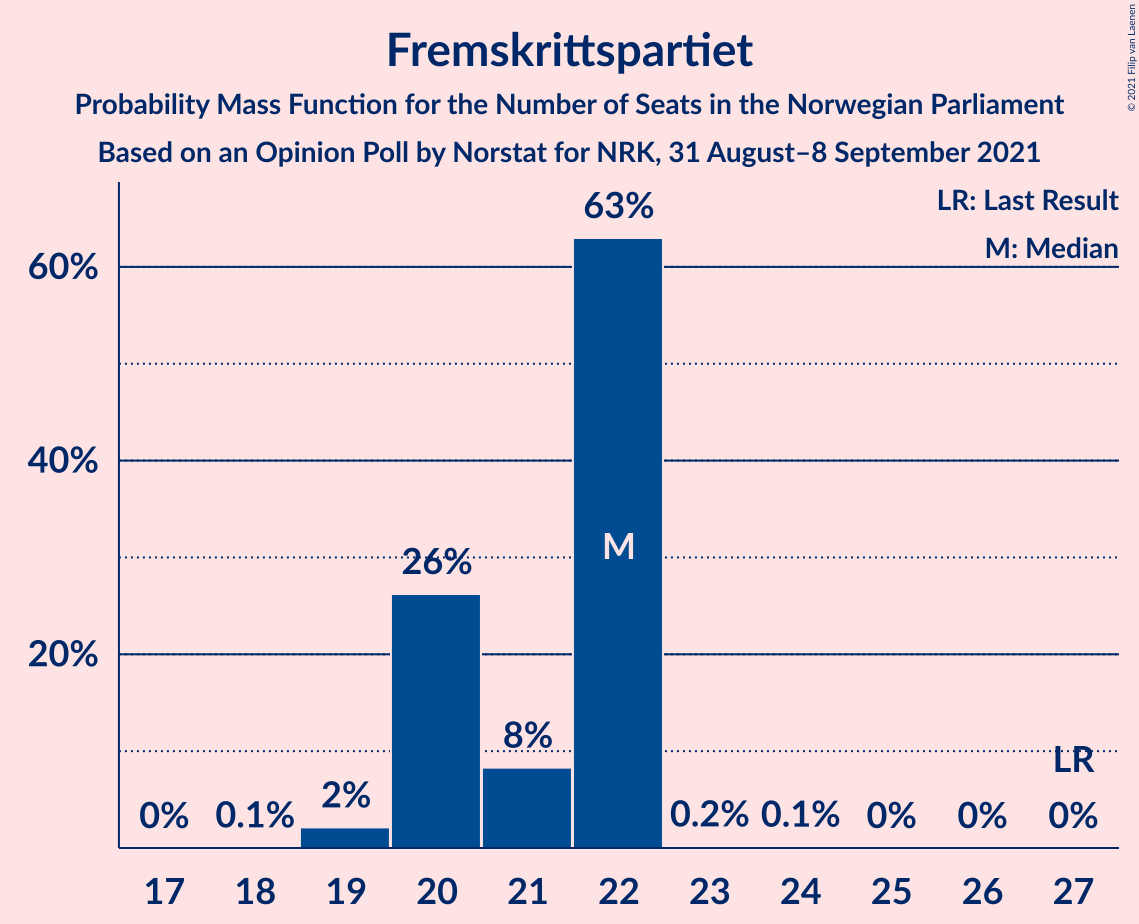 Fremskrittspartiet
Probability Mass Function for the Number of Seats in the Norwegian Parliament
Based on an Opinion Poll by Norstat for NRK, 31 August–8 September 2021
© 2021 Filip van Laenen
LR: Last Result
M: Median
60%
40%
20%
0%
0.1%
2%
26%
8%
63%
M
0.2%
0.1%
0%
0%
LR
0%
17 18 19 20 21 22 23 24 25 26 27